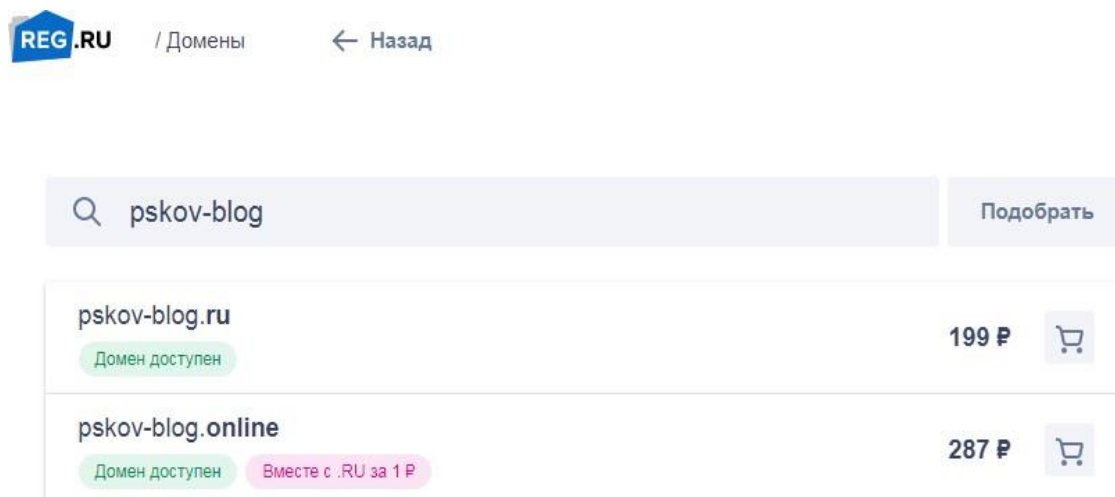 REG.RU / Домены ← Назад
pskov-blog Подобрать
pskov-blog.ru
199 ₽
Домен доступен
pskov-blog.online
287 ₽
Домен доступен Вместе с .RU за 1 ₽